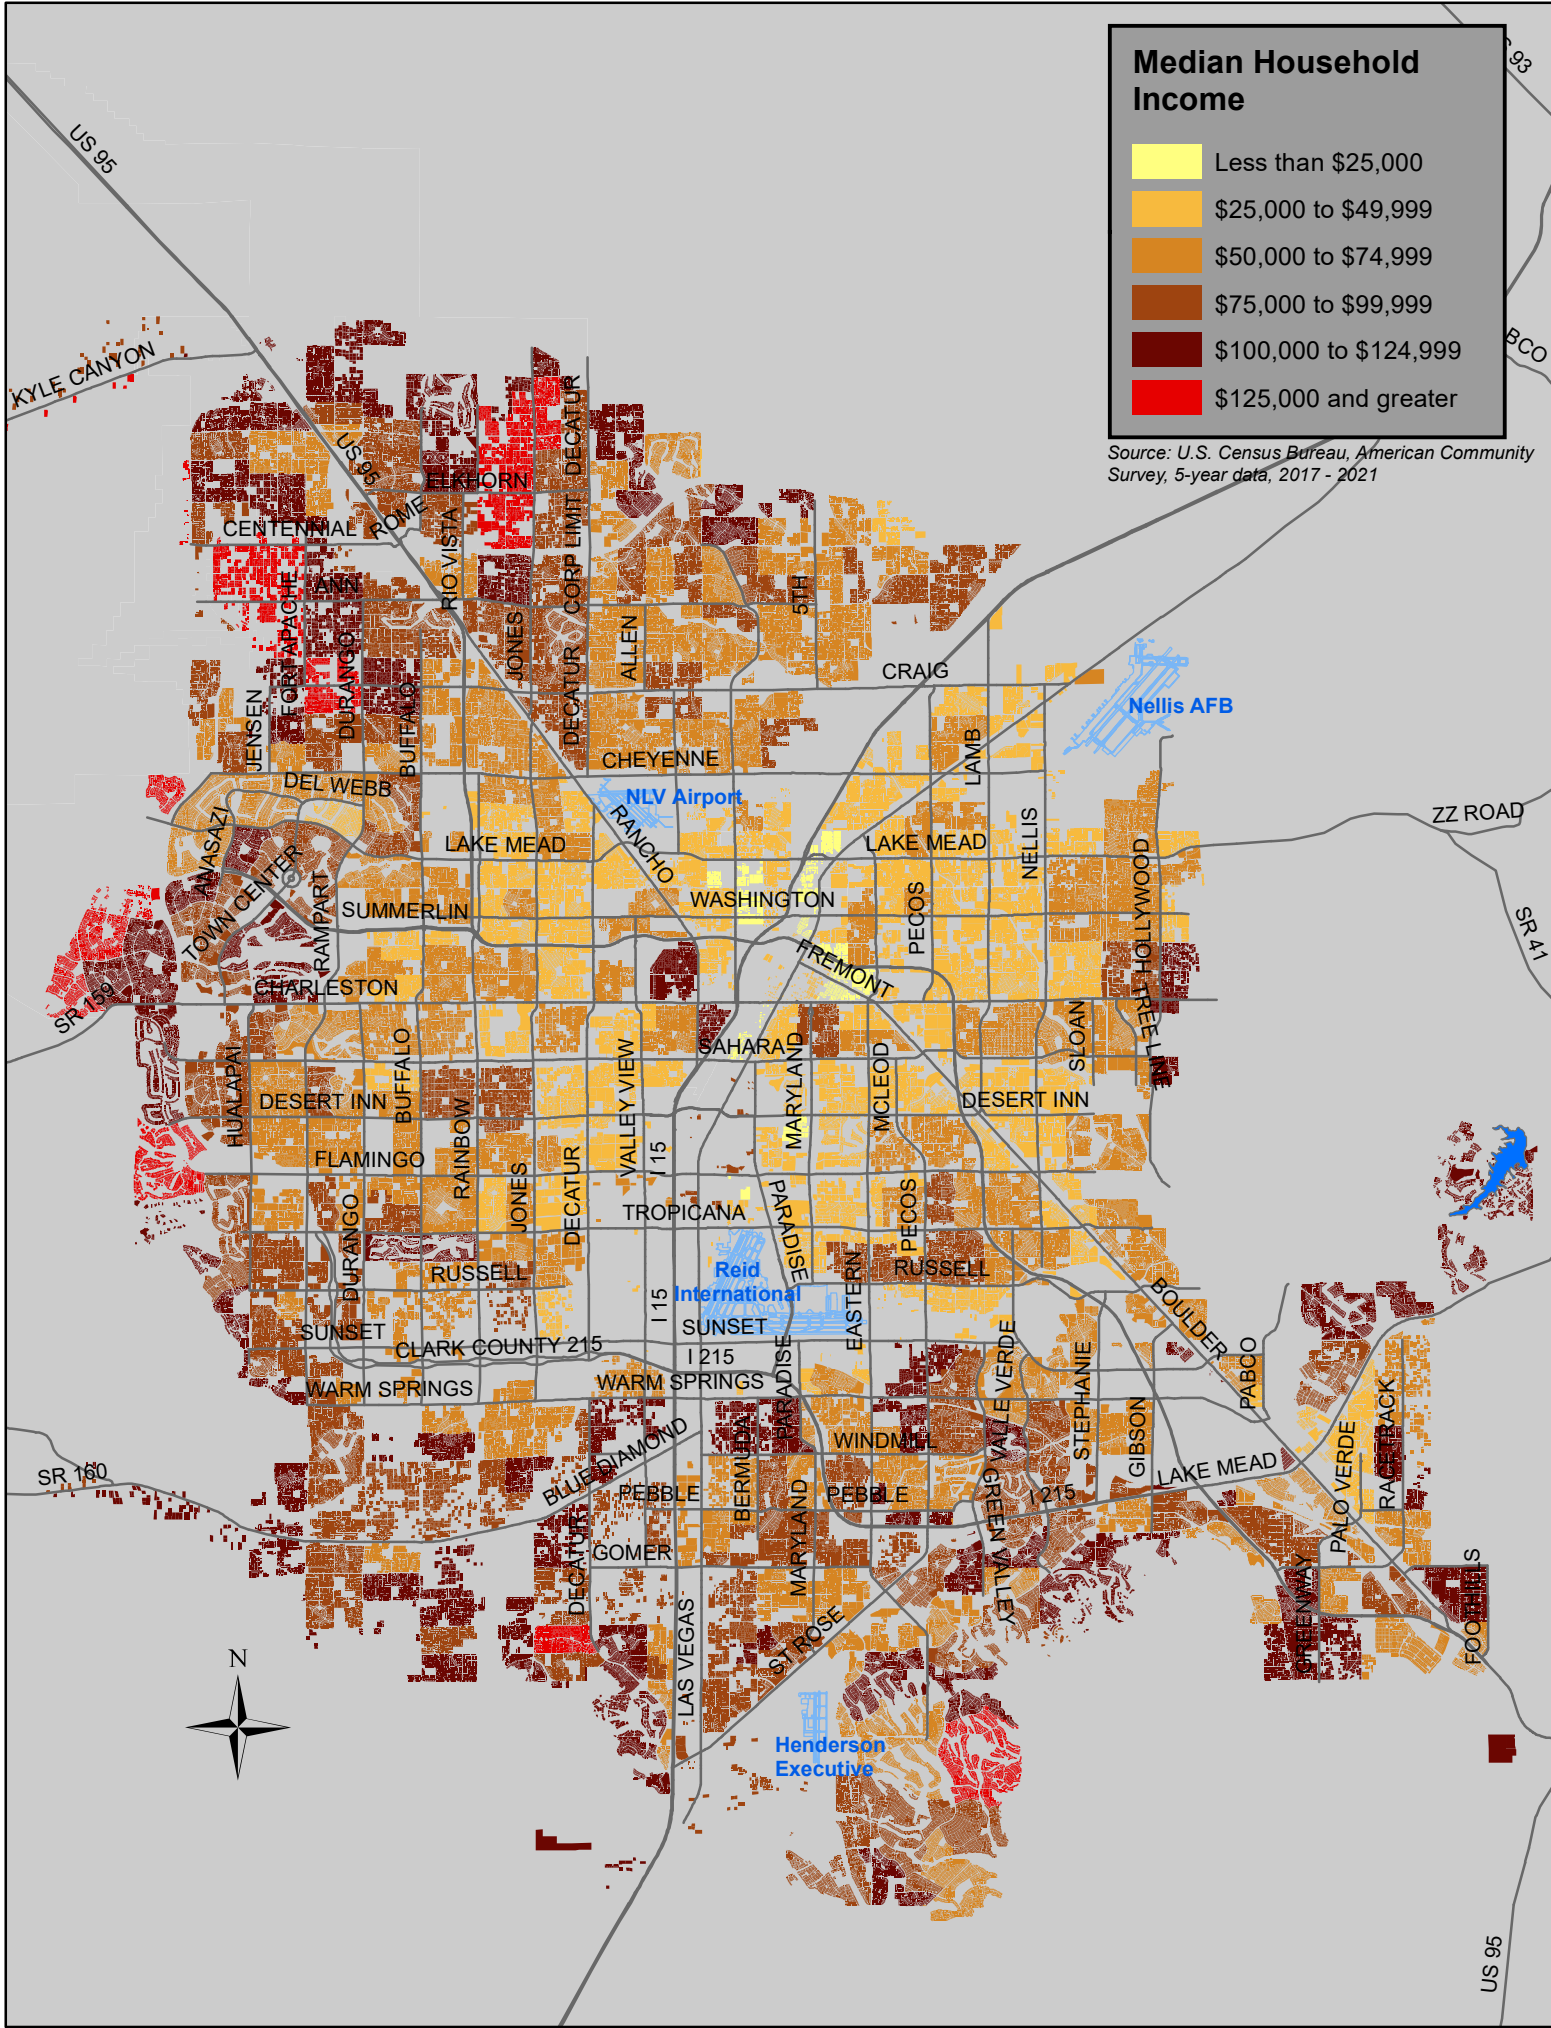 Median Household
Income
Less than $25,000
$25,000 to $49,999
$50,000 to $74,999
$75,000 to $99,999
$100,000 to $124,999
$125,000 and greater
Source: U.S. Census Bureau, American Community
Survey, 5-year data, 2017 - 2021
93
US 95
BCO
KYLE CANYON
US 95
DECATUR
ELKHORN
CENTENNIAL
ROME
RIO VISTA
CORP LIMIT
FORT APACHE
ANN
5TH
JONES
ALLEN
DURANGO
CRAIG
DECATUR
BUFFALO
JENSEN
Nellis AFB
CHEYENNE
LAMB
DEL WEBB
NLV Airport
ANASAZI
RANCHO
ZZ ROAD
LAKE MEAD
LAKE MEAD
NELLIS
TOWN CENTER
RAMPART
WASHINGTON
HOLLYWOOD
SUMMERLIN
PECOS
SR 41
FREMONT
CHARLESTON
SR 159
SAHARA
MARYLAND
SLOAN
TREE LINE
HUALAPAI
BUFFALO
VALLEY VIEW
MCLEOD
DESERT INN
DESERT INN
RAINBOW
FLAMINGO
I 15
JONES
DECATUR
PARADISE
PECOS
TROPICANA
DURANGO
RUSSELL
RUSSELL
Reid
International
EASTERN
I 15
BOULDER
SUNSET
SUNSET
CLARK COUNTY 215
I 215
PARADISE
VALLE VERDE
STEPHANIE
PABCO
WARM SPRINGS
WARM SPRINGS
RACETRACK
GIBSON
PALO VERDE
BERMUDA
WINDMILL
BLUE DIAMOND
SR 160
LAKE MEAD
PEBBLE
PEBBLE
I 215
GREEN VALLEY
DECATUR
GOMER
MARYLAND
GREENWAY
FOOTHILLS
LAS VEGAS
ST ROSE
N
Henderson
Executive
US 95